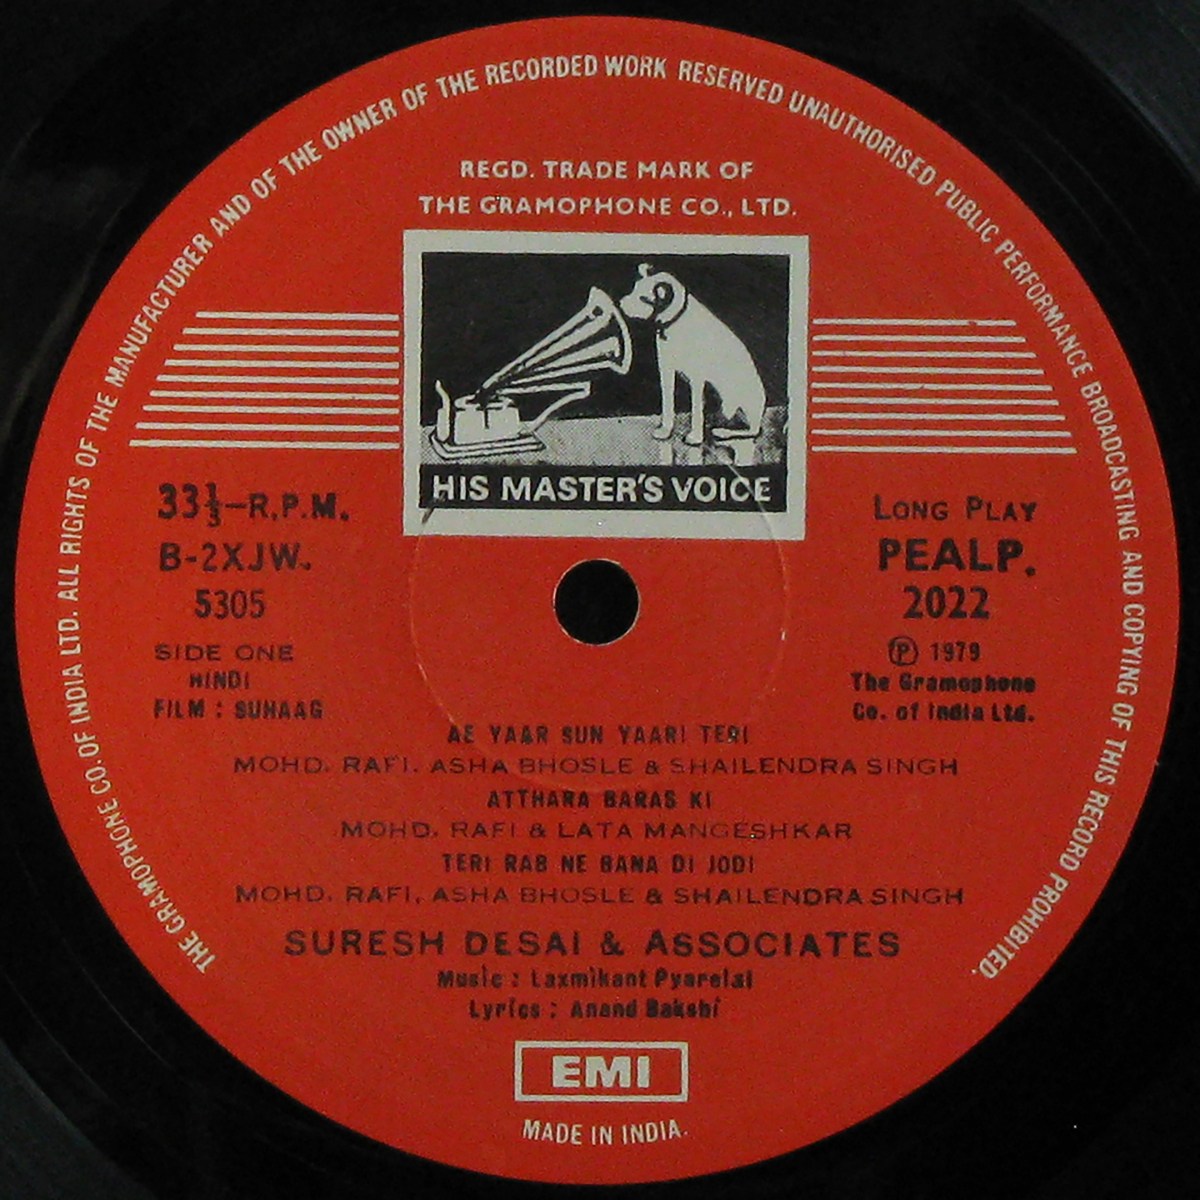 THE GRAMOPHONE CO. OF INDIA LTD. ALL RIGHTS OF THE MANUFACTURER AND OF THE OWNER OF THE RECORDED WORK RESERVED UNAUTHORISED PUBLIC PERFORMANCE BROADCASTING AND COPYING OF THIS RECORD PROHIBITED.
REGD. TRADE MARK OF
THE GRAMOPHONE CO., LTD.
HIS MASTER'S VOICE
33⅓-R.P.M.
B-2XJW.
5305
SIDE ONE
HINDI
FILM : SUHAAG
LONG PLAY
PEALP.
2022
℗ 1979
The Gramophone
Co. of India Ltd.
AE YAAR SUN YAARI TERI
MOHD. RAFI, ASHA BHOSLE & SHAILENDRA SINGH
ATTHARA BARAS KI
MOHD. RAFI & LATA MANGESHKAR
TERI RAB NE BANA DI JODI
MOHD. RAFI, ASHA BHOSLE & SHAILENDRA SINGH
SURESH DESAI & ASSOCIATES
Music : Laxmikant Pyarelal
Lyrics : Anand Bakshi
EMI
MADE IN INDIA.